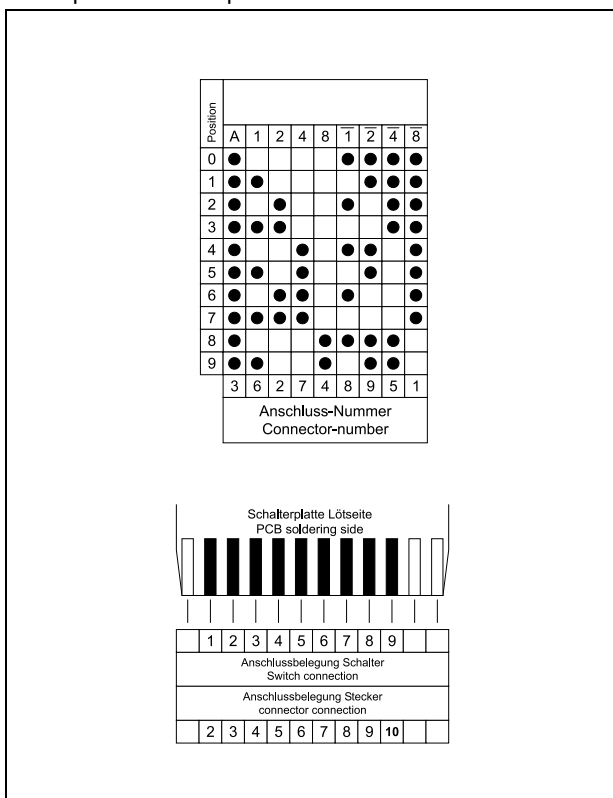 Position
A 1 2 4 8 1̅ 2̅ 4̅ 8̅
0
1
2
3
4
5
6
7
8
9
3 6 2 7 4 8 9 5 1
Anschluss-Nummer
Connector-number
Schalterplatte Lötseite
PCB soldering side
1 2 3 4 5 6 7 8 9
Anschlussbelegung Schalter
Switch connection
Anschlussbelegung Stecker
connector connection
2 3 4 5 6 7 8 9 10